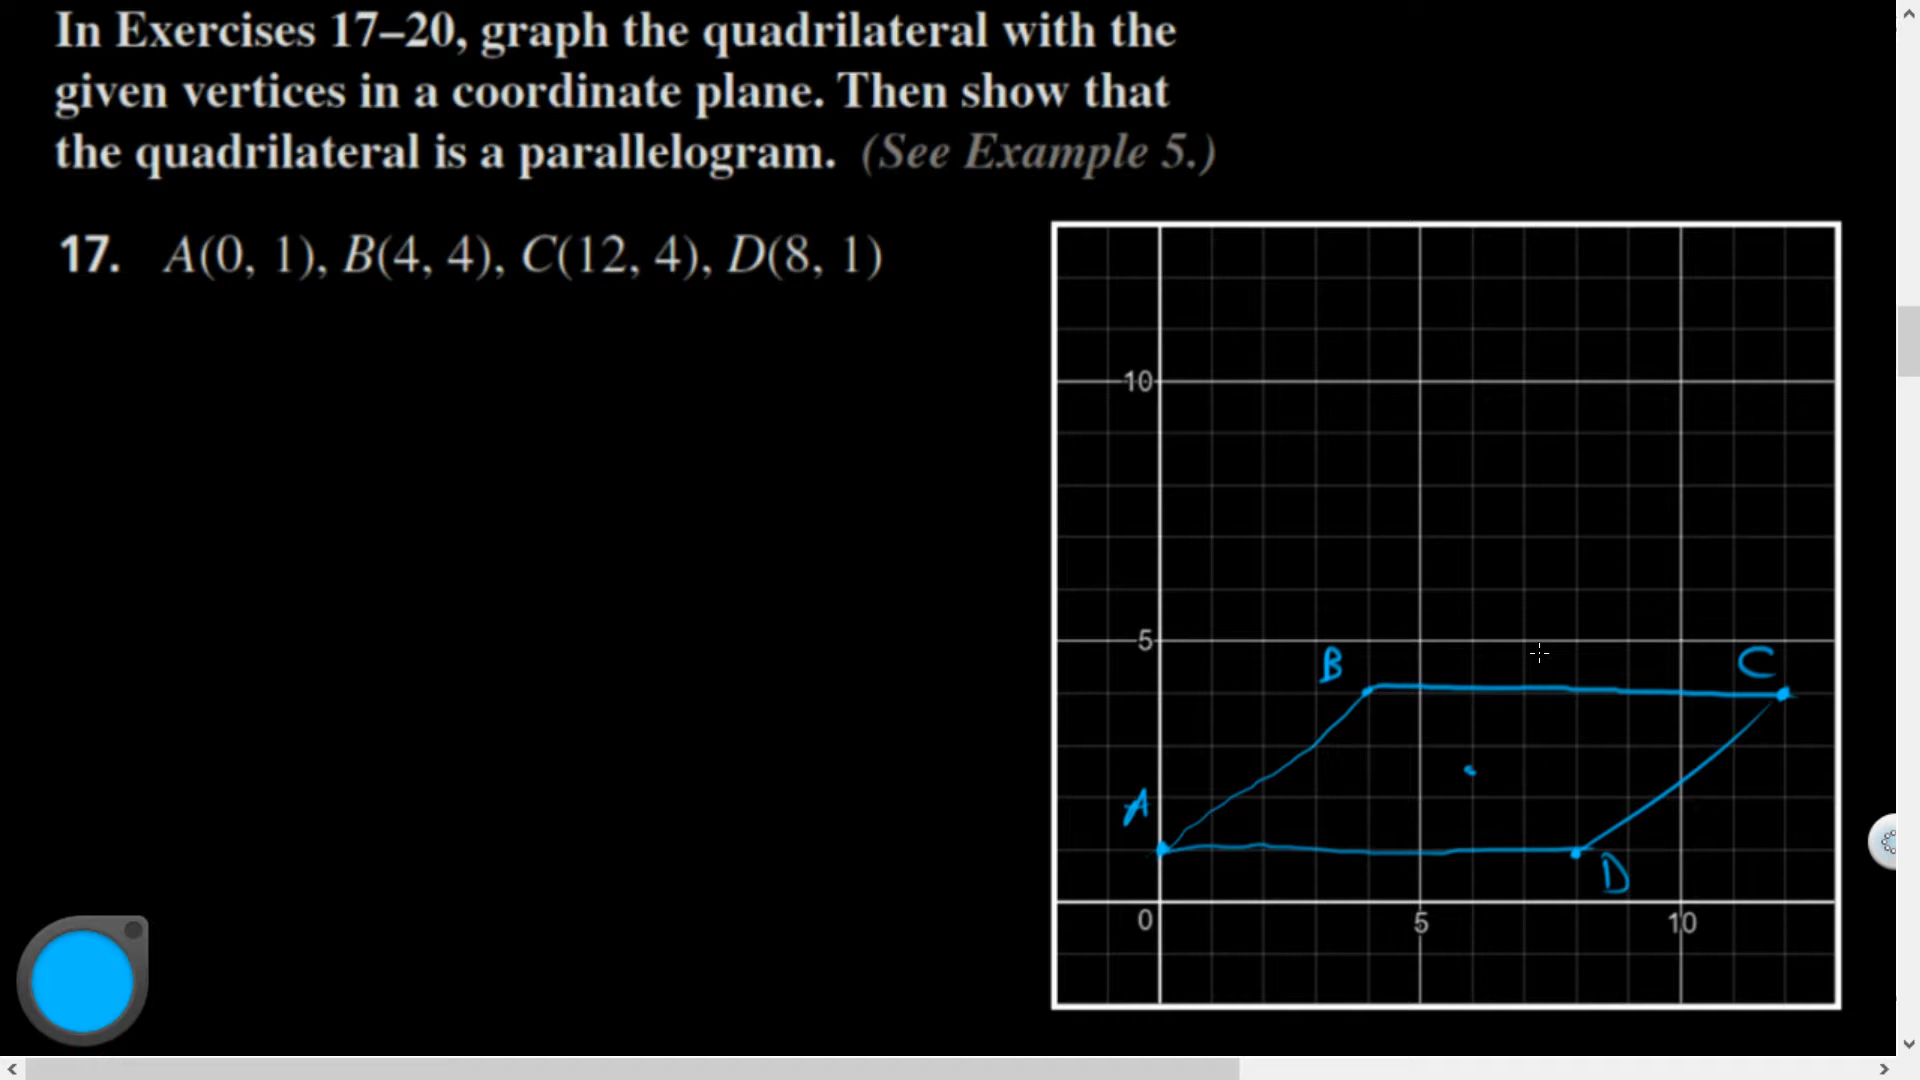 In Exercises 17–20, graph the quadrilateral with the
given vertices in a coordinate plane. Then show that
the quadrilateral is a parallelogram. (See Example 5.)
17. A(0, 1), B(4, 4), C(12, 4), D(8, 1)
10
5
B
C
A
D
0
5
10